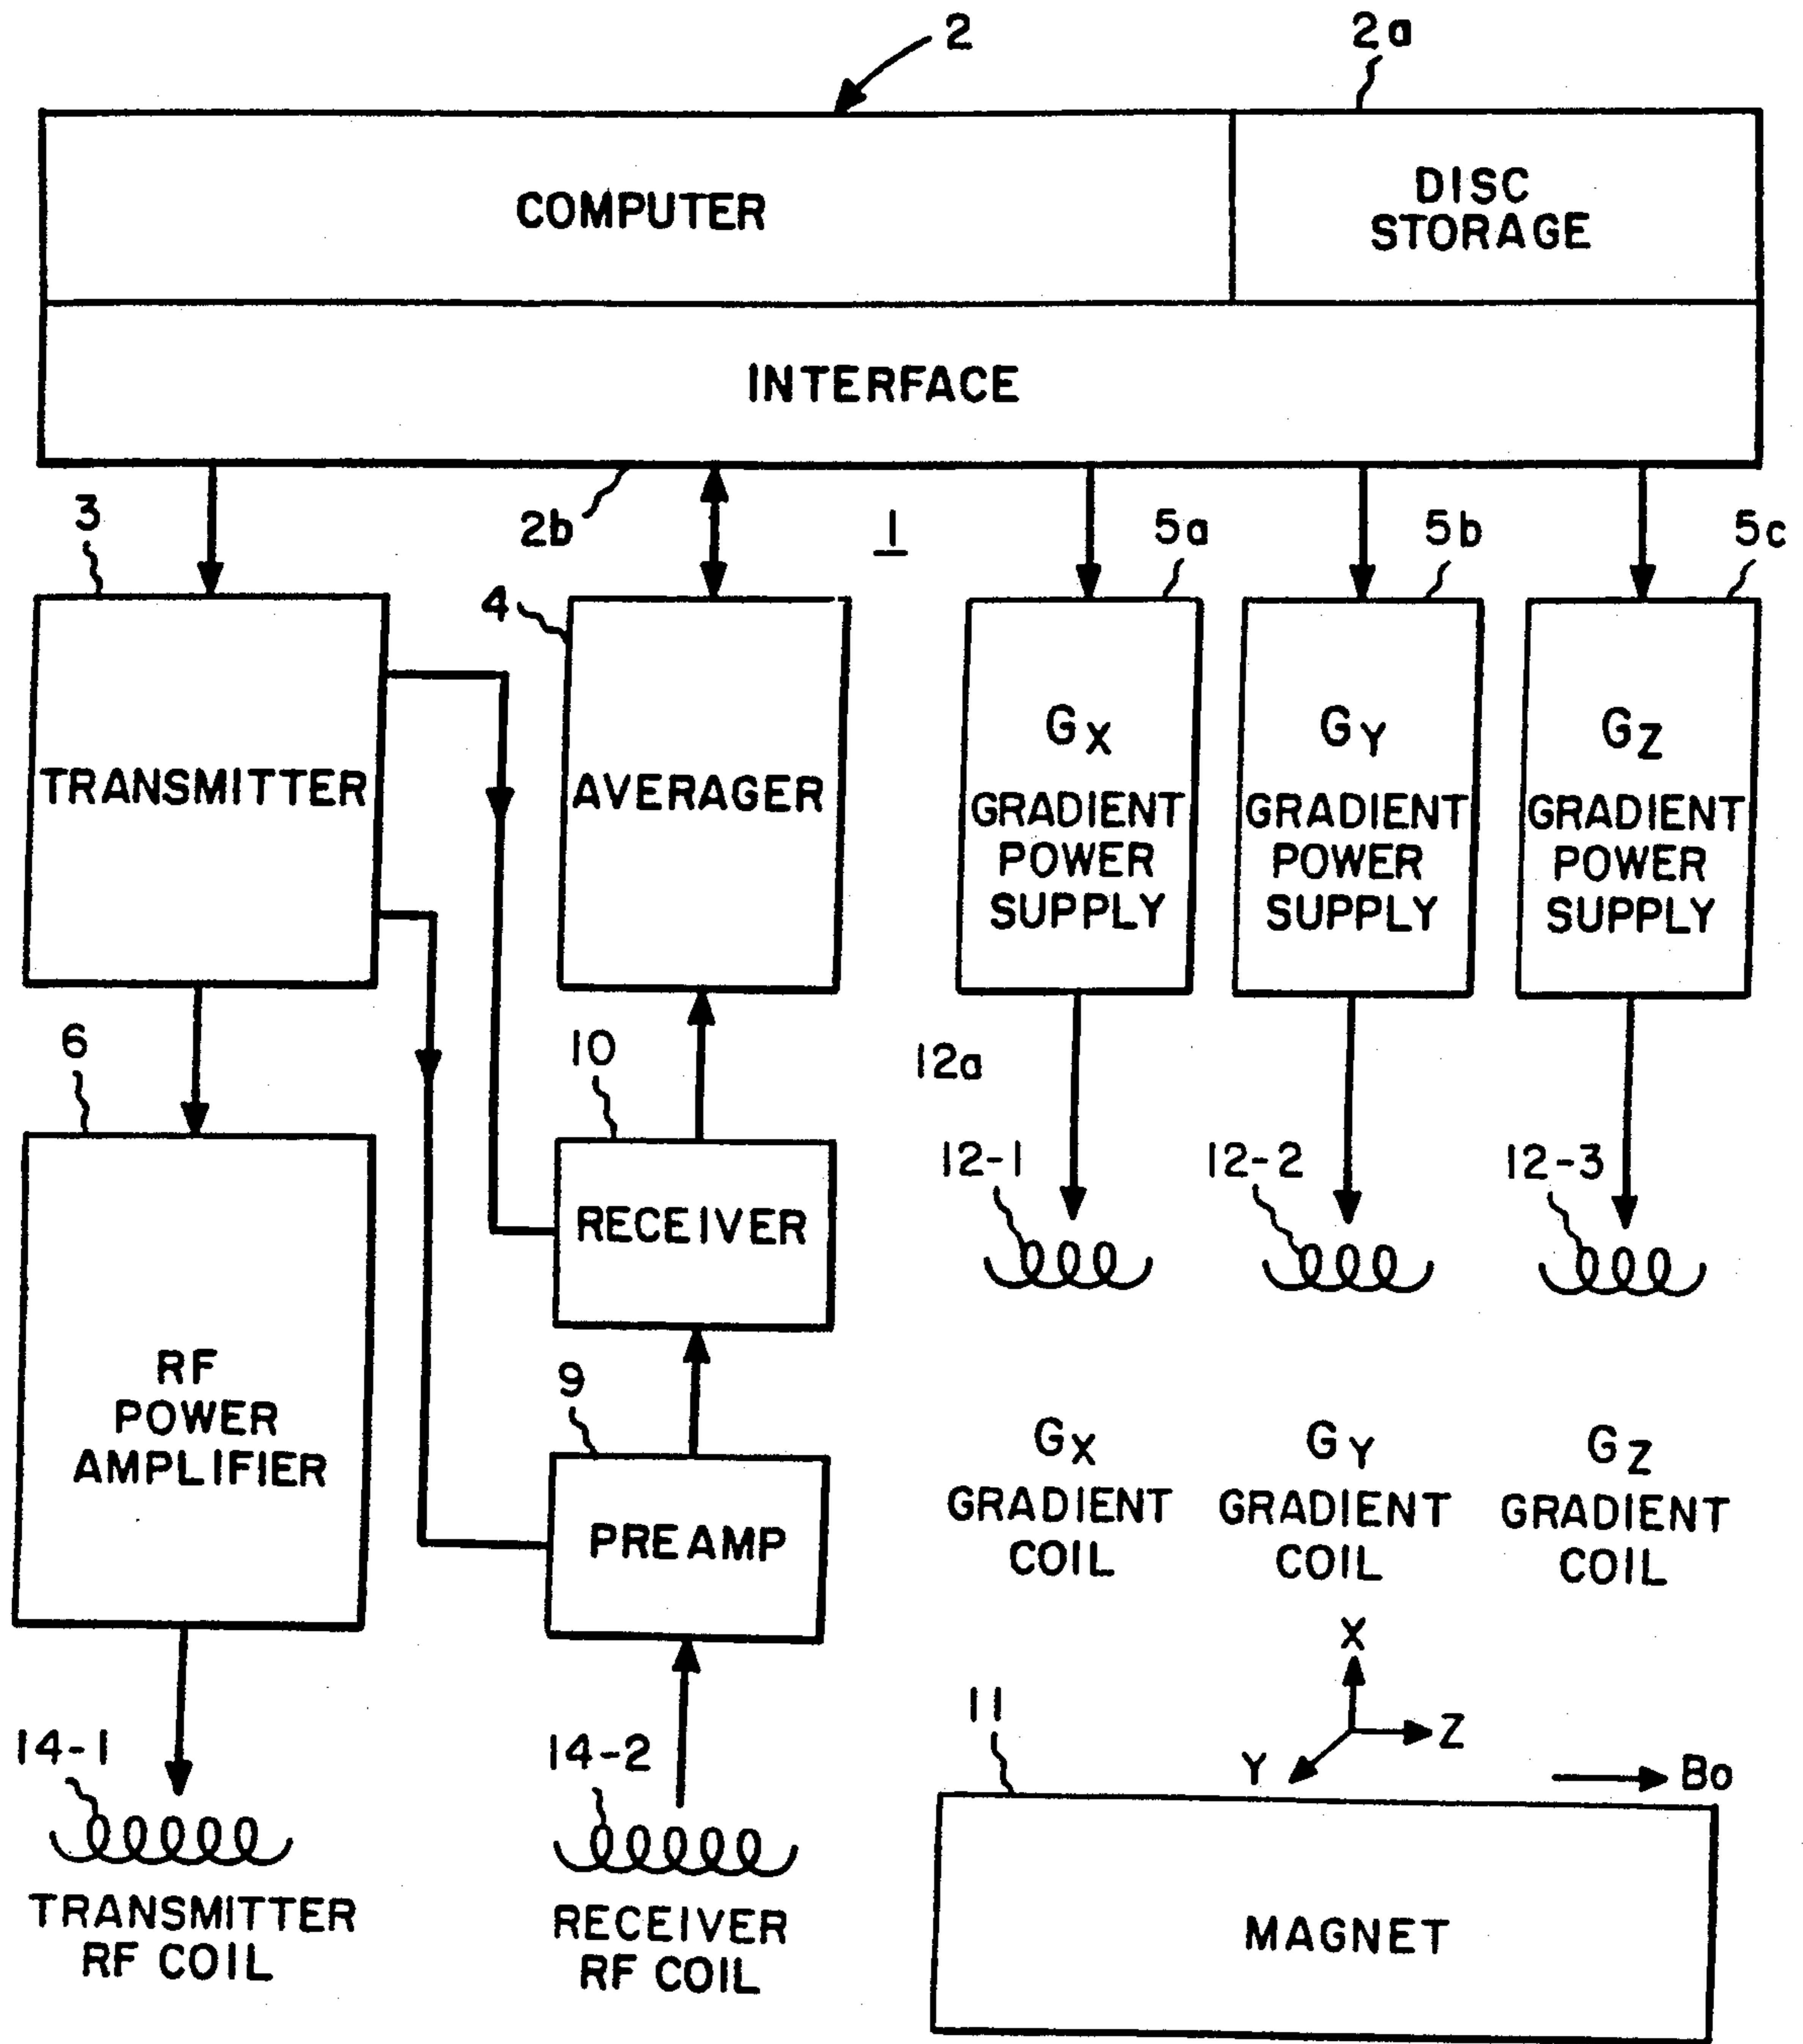 2
2a
COMPUTER
DISC
STORAGE
INTERFACE
3
2b
1
5a
5b
5c
4
TRANSMITTER
AVERAGER
GX
GRADIENT
POWER
SUPPLY
GY
GRADIENT
POWER
SUPPLY
GZ
GRADIENT
POWER
SUPPLY
6
10
12a
12-1
12-2
12-3
RECEIVER
RF
POWER
AMPLIFIER
9
PREAMP
GX
GRADIENT
COIL
GY
GRADIENT
COIL
GZ
GRADIENT
COIL
X
Z
Y
Bo
11
14-1
14-2
TRANSMITTER
RF COIL
RECEIVER
RF COIL
MAGNET